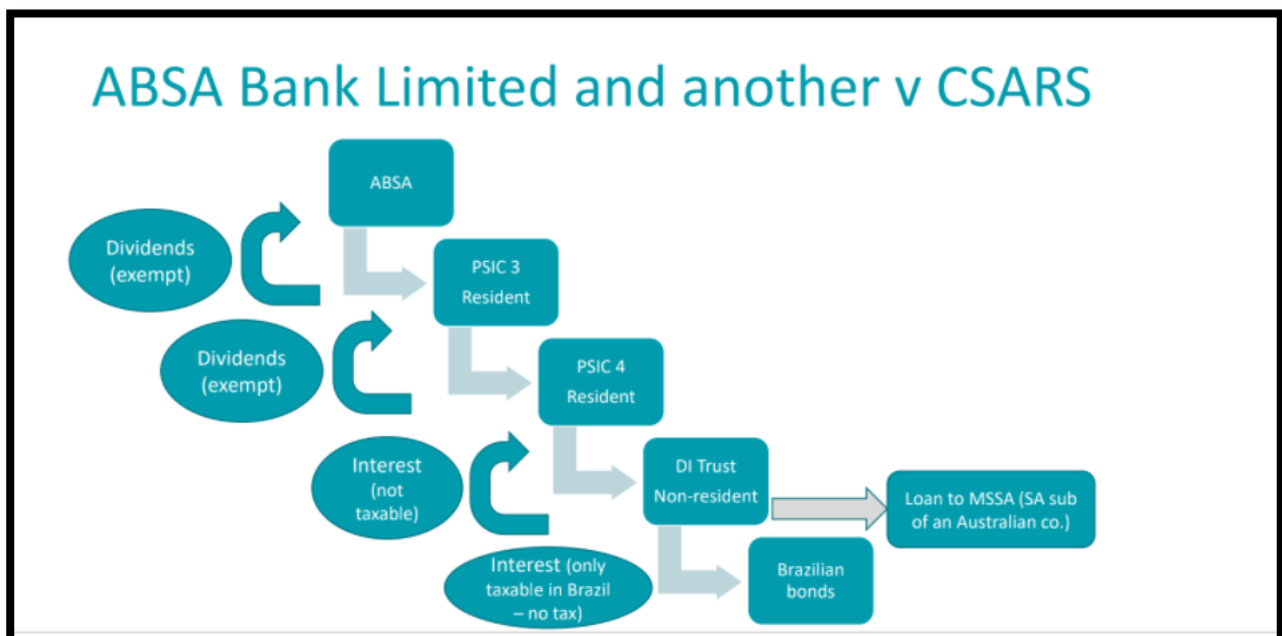 ABSA Bank Limited and another v CSARS
ABSA
Dividends
(exempt)
PSIC 3
Resident
Dividends
(exempt)
PSIC 4
Resident
Interest
(not
taxable)
DI Trust
Non-resident
Loan to MSSA (SA sub
of an Australian co.)
Interest (only
taxable in Brazil
– no tax)
Brazilian
bonds